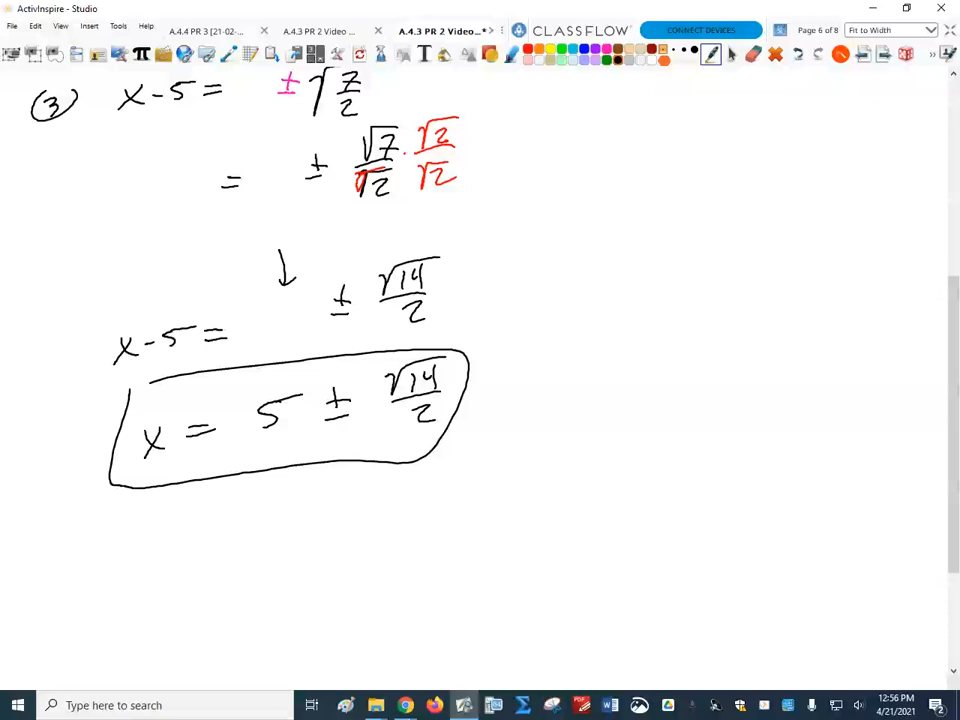 ActivInspire - Studio
File Edit View Insert Tools Help
A.4.4 PR 3 [21-02-... A.4.3 PR 2 Video ... A.4.3 PR 2 Video...*
CLASSFLOW CONNECT DEVICES Page 6 of 8 Fit to Width
③ x-5= ±√7/2
= ± √7/√2 · √2/√2
↓
± √14/2
x-5=
x = 5 ± √14/2
Type here to search
12:56 PM
4/21/2021
2